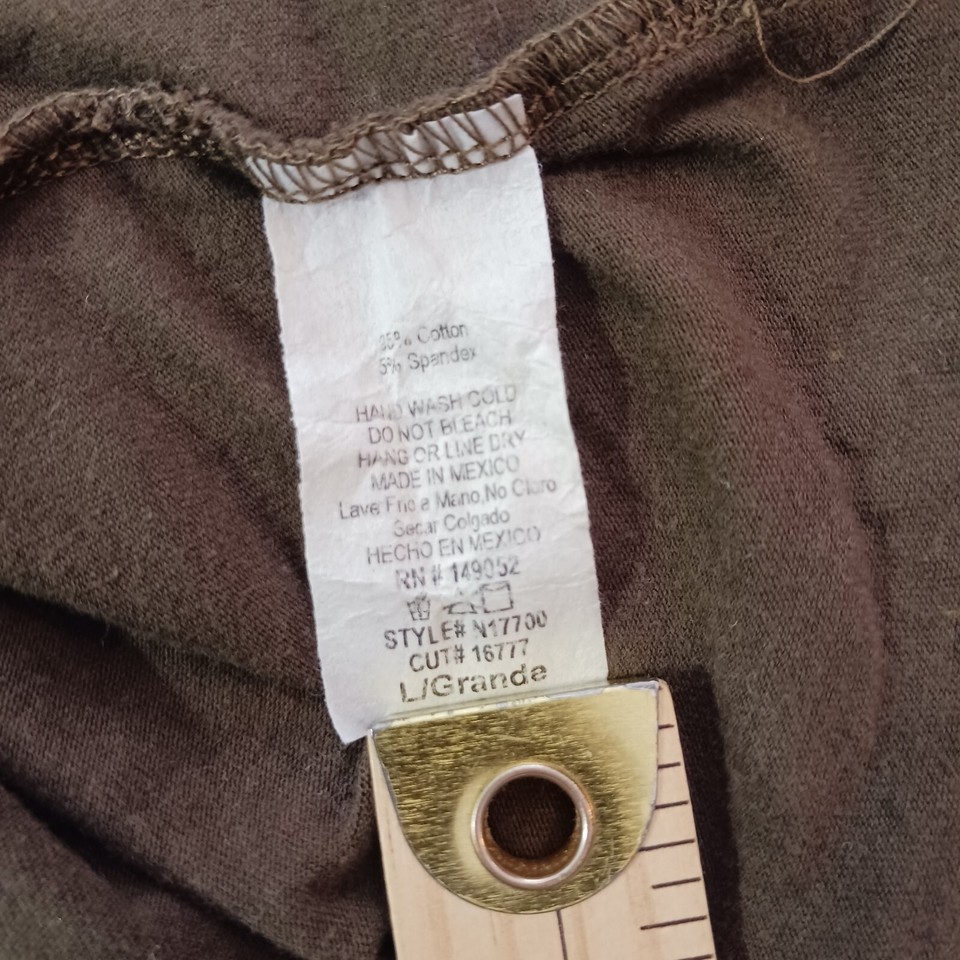 95% Cotton
5% Spandex
HAND WASH COLD
DO NOT BLEACH
HANG OR LINE DRY
MADE IN MEXICO
Lave Frio a Mano,No Cloro
Secar Colgado
HECHO EN MEXICO
RN # 149052
STYLE# N17700
CUT# 16777
L/Grande